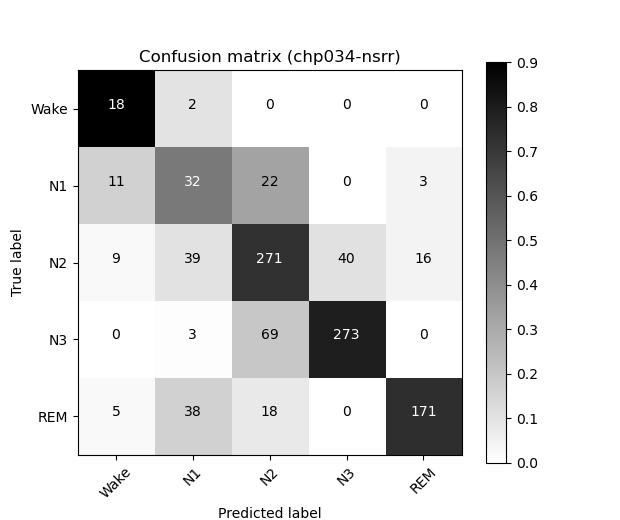 Confusion matrix (chp034-nsrr)
0.9
0.8
0.7
0.6
0.5
0.4
0.3
0.2
0.1
0.0
True label
Wake 18 2 0 0 0
N1 11 32 22 0 3
N2 9 39 271 40 16
N3 0 3 69 273 0
REM 5 38 18 0 171
Wake N1 N2 N3 REM
Predicted label